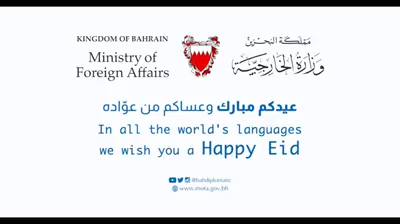 KINGDOM OF BAHRAIN
Ministry of
Foreign Affairs
مملكة البحرين
وزارة الخارجية
عيدكم مبارك وعساكم من عوّاده
In all the world's languages
we wish you a Happy Eid
@bahdiplomatic
www.mofa.gov.bh